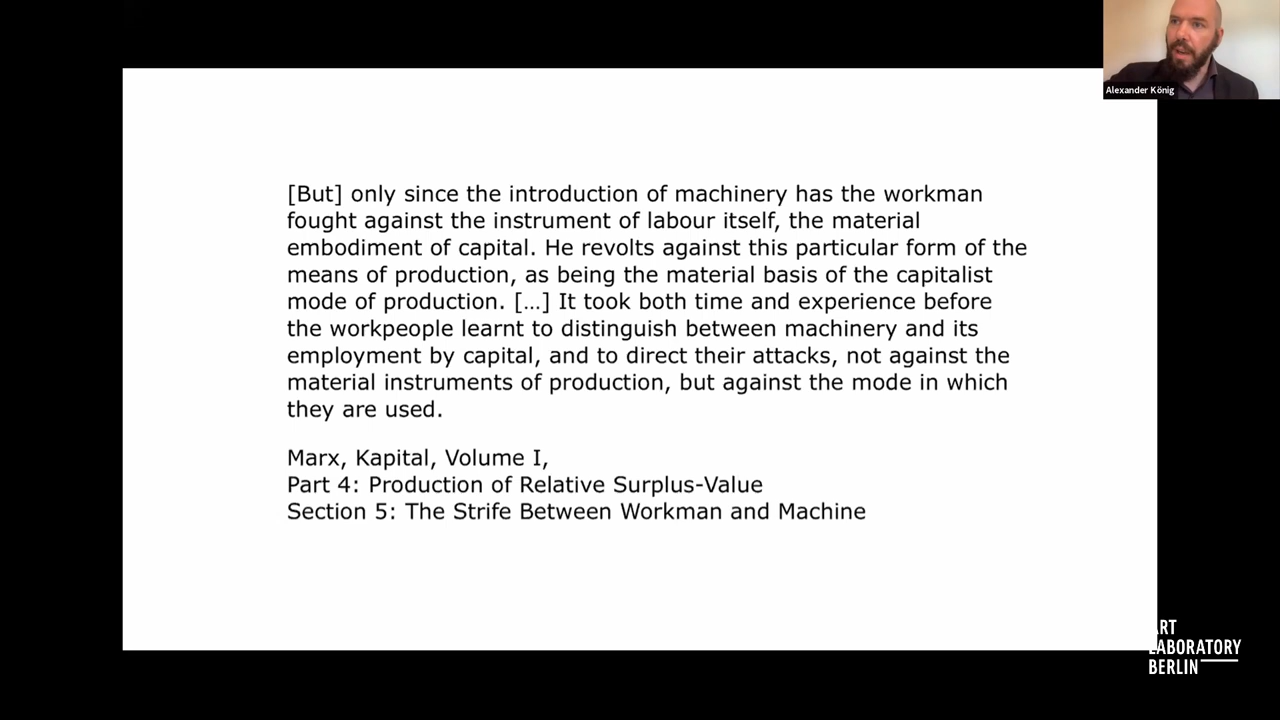 Alexander König
[But] only since the introduction of machinery has the workman
fought against the instrument of labour itself, the material
embodiment of capital. He revolts against this particular form of the
means of production, as being the material basis of the capitalist
mode of production. […] It took both time and experience before
the workpeople learnt to distinguish between machinery and its
employment by capital, and to direct their attacks, not against the
material instruments of production, but against the mode in which
they are used.
Marx, Kapital, Volume I,
Part 4: Production of Relative Surplus-Value
Section 5: The Strife Between Workman and Machine
ART
LABORATORY
BERLIN